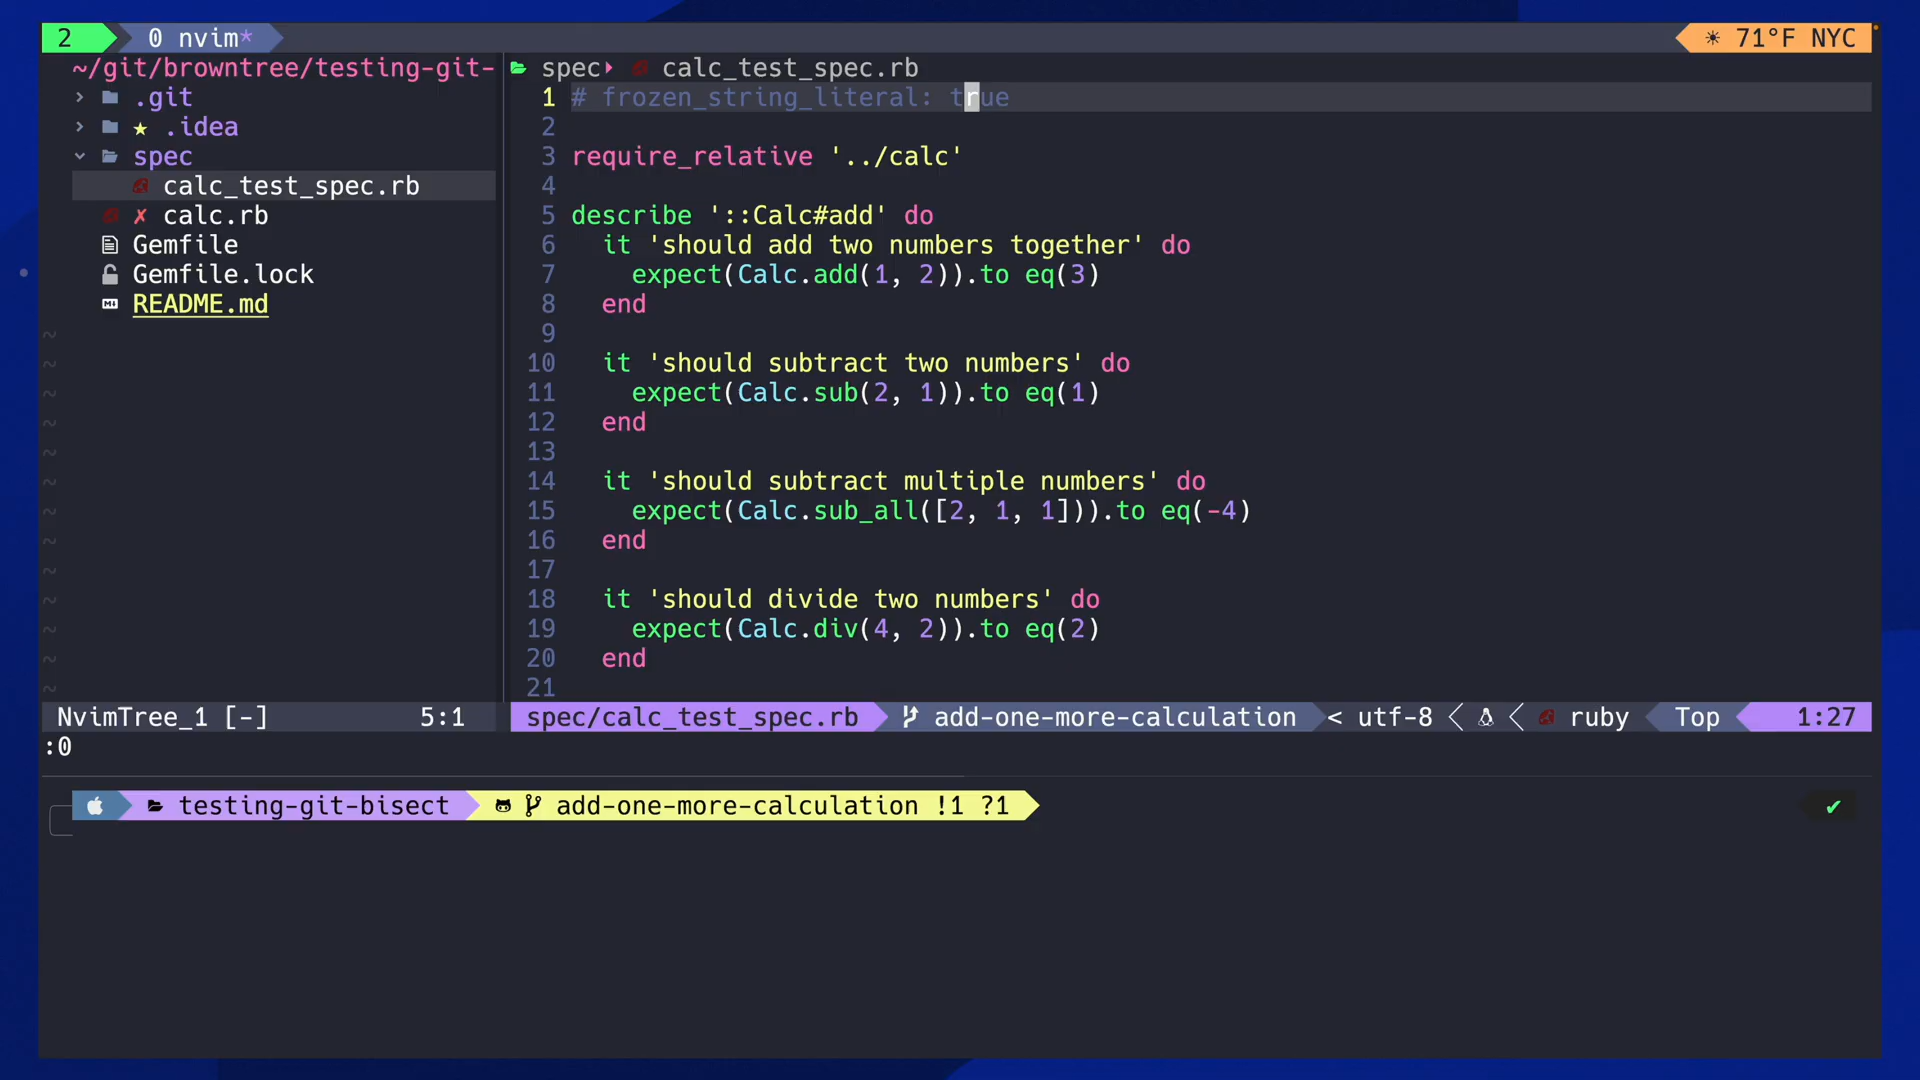 2 0 nvim* ☀ 71°F NYC
~/git/browntree/testing-git-
> .git
> ★ .idea
spec
calc_test_spec.rb
✗ calc.rb
Gemfile
Gemfile.lock
README.md
~
~
~
~
~
~
~
~
~
~
~
~
~
spec calc_test_spec.rb
1 # frozen_string_literal: true
2
3 require_relative '../calc'
4
5 describe '::Calc#add' do
6 it 'should add two numbers together' do
7 expect(Calc.add(1, 2)).to eq(3)
8 end
9
10 it 'should subtract two numbers' do
11 expect(Calc.sub(2, 1)).to eq(1)
12 end
13
14 it 'should subtract multiple numbers' do
15 expect(Calc.sub_all([2, 1, 1])).to eq(-4)
16 end
17
18 it 'should divide two numbers' do
19 expect(Calc.div(4, 2)).to eq(2)
20 end
21
NvimTree_1 [-] 5:1 spec/calc_test_spec.rb add-one-more-calculation < utf-8 < < ruby Top 1:27
:0
testing-git-bisect add-one-more-calculation !1 ?1 ✔